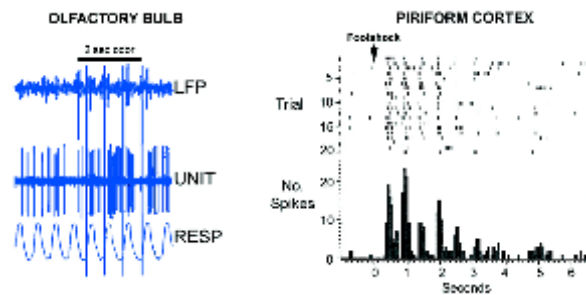 OLFACTORY BULB
2 sec odor
LFP
UNIT
RESP
PIRIFORM CORTEX
Footshock
Trial
5
10
15
20
No.
Spikes
20
10
0
0 1 2 3 4 5 6
Seconds